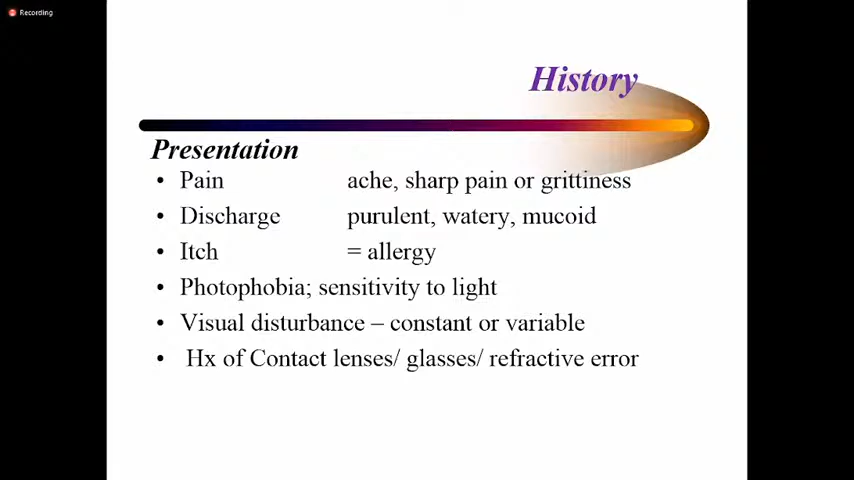 Recording
History
Presentation
• Pain ache, sharp pain or grittiness
• Discharge purulent, watery, mucoid
• Itch = allergy
• Photophobia; sensitivity to light
• Visual disturbance – constant or variable
• Hx of Contact lenses/ glasses/ refractive error